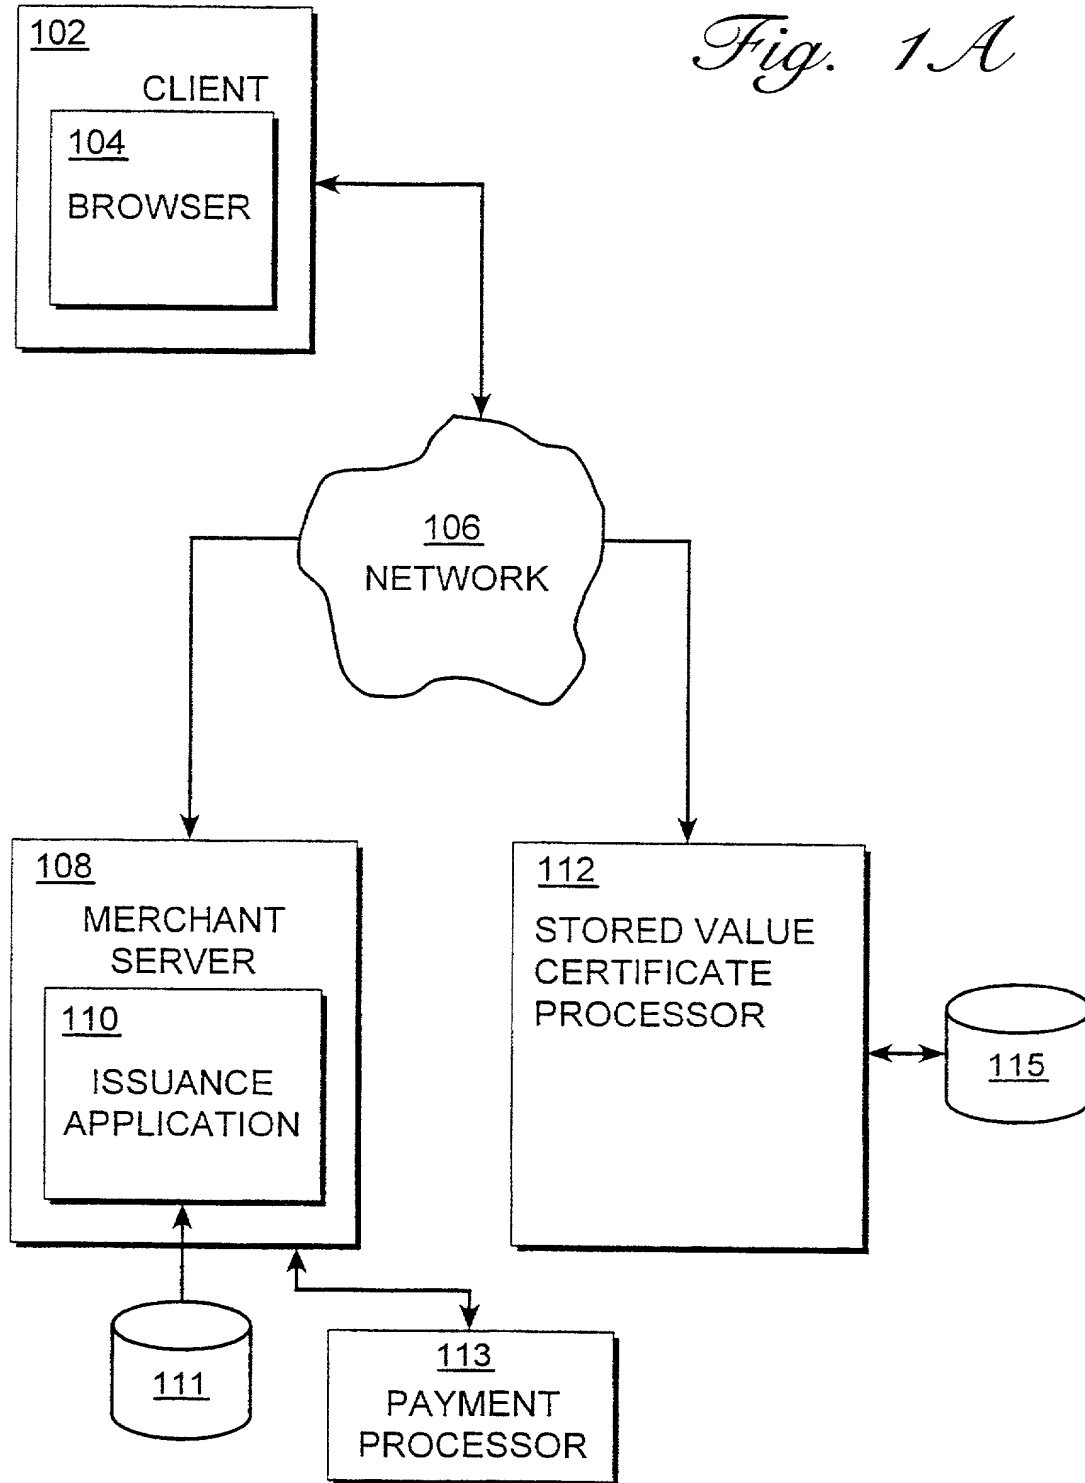 Fig. 1A
102
CLIENT
104
BROWSER
106
NETWORK
108
MERCHANT
SERVER
110
ISSUANCE
APPLICATION
112
STORED VALUE
CERTIFICATE
PROCESSOR
115
111
113
PAYMENT
PROCESSOR